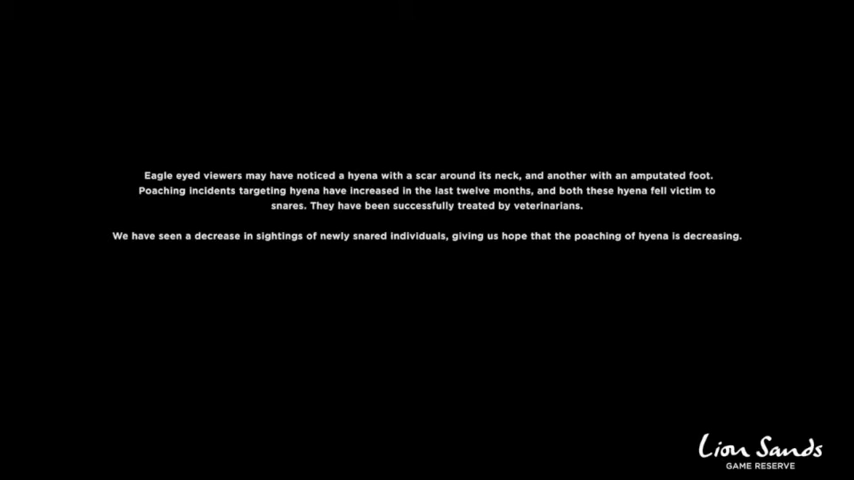 Eagle eyed viewers may have noticed a hyena with a scar around its neck, and another with an amputated foot.
Poaching incidents targeting hyena have increased in the last twelve months, and both these hyena fell victim to
snares. They have been successfully treated by veterinarians.
We have seen a decrease in sightings of newly snared individuals, giving us hope that the poaching of hyena is decreasing.
Lion Sands
GAME RESERVE